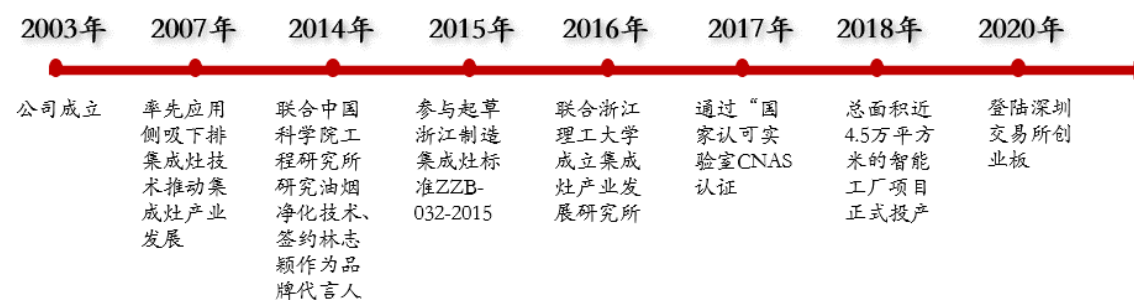 2003年
2007年
2014年
2015年
2016年
2017年
2018年
2020年
公司成立
率先应用
侧吸下排
集成灶技
术推动集
成灶产业
发展
联合中国
科学院工
程研究所
研究油烟
净化技术、
签约林志
颖作为品
牌代言人
参与起草
浙江制造
集成灶标
准ZZB-
032-2015
联合浙江
理工大学
成立集成
灶产业发
展研究所
通过“国
家认可实
验室CNAS
认证
总面积近
4.5万平方
米的智能
工厂项目
正式投产
登陆深圳
交易所创
业板